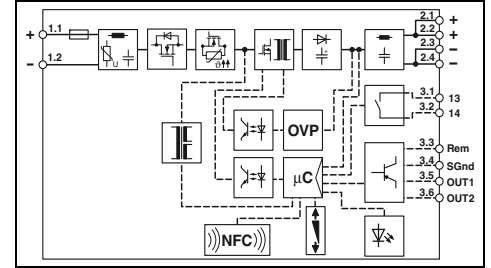 + 1.1
− 1.2
2.1 +
2.2 +
2.3 −
2.4 −
U
ϑ
3.1 13
3.2 14
OVP
µC
3.3 Rem
3.4 SGnd
3.5 OUT1
3.6 OUT2
NFC